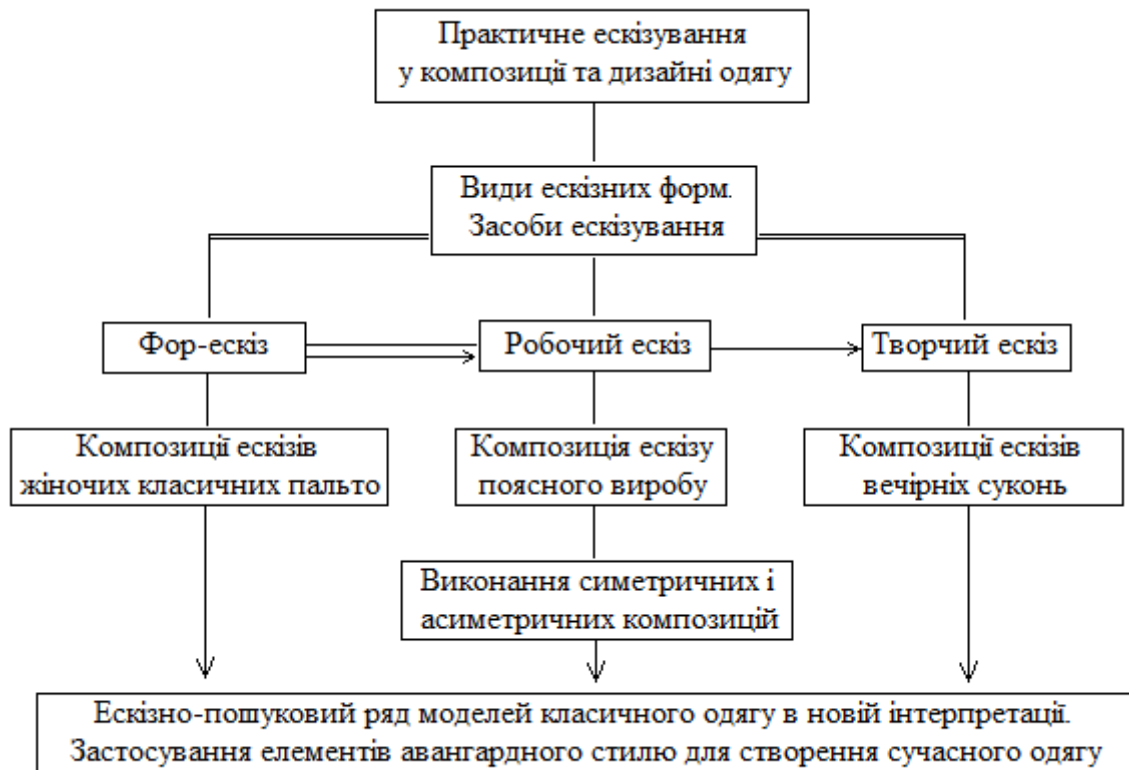 Практичне ескізування
у композиції та дизайні одягу
Види ескізних форм.
Засоби ескізування
Фор-ескіз
Робочий ескіз
Творчий ескіз
Композиції ескізів
жіночих класичних пальто
Композиція ескізу
поясного виробу
Композиції ескізів
вечірніх суконь
Виконання симетричних і
асиметричних композицій
Ескізно-пошуковий ряд моделей класичного одягу в новій інтерпретації.
Застосування елементів авангардного стилю для створення сучасного одягу